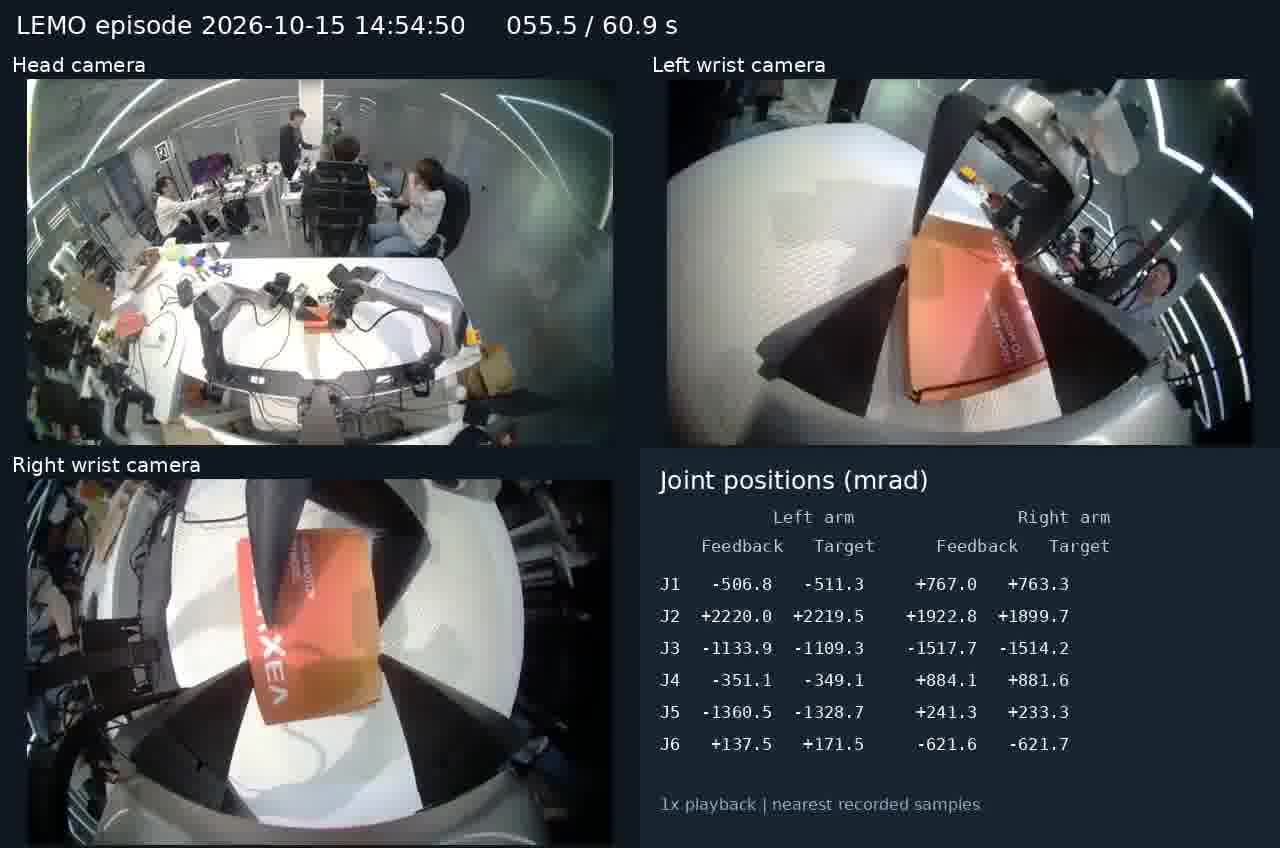 LEMO episode 2026-10-15 14:54:50 055.5 / 60.9 s
Head camera
Left wrist camera
Right wrist camera
Joint positions (mrad)
Left arm Right arm
Feedback Target Feedback Target
J1 -506.8 -511.3 +767.0 +763.3
J2 +2220.0 +2219.5 +1922.8 +1899.7
J3 -1133.9 -1109.3 -1517.7 -1514.2
J4 -351.1 -349.1 +884.1 +881.6
J5 -1360.5 -1328.7 +241.3 +233.3
J6 +137.5 +171.5 -621.6 -621.7
1x playback | nearest recorded samples